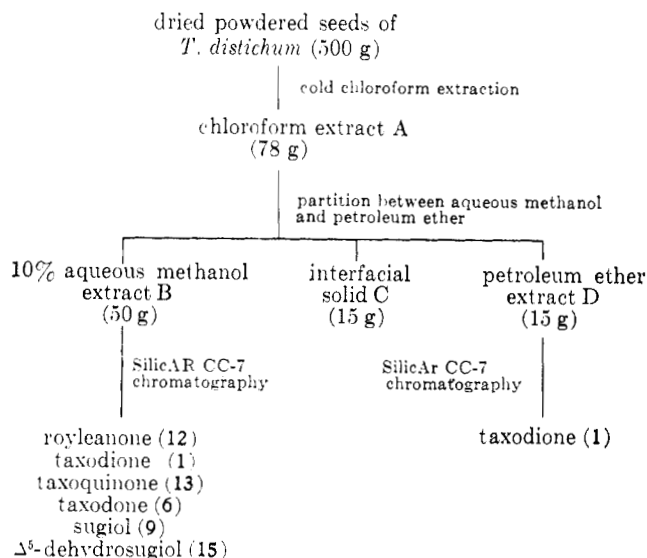 dried powdered seeds of
T. distichum (500 g)
cold chloroform extraction
chloroform extract A
(78 g)
partition between aqueous methanol
and petroleum ether
10% aqueous methanol
extract B
(50 g)
interfacial
solid C
(15 g)
petroleum ether
extract D
(15 g)
SilicAR CC-7
chromatography
SilicAr CC-7
chromatography
royleanone (12)
taxodione (1)
taxoquinone (13)
taxodone (6)
sugiol (9)
Δ⁵-dehydrosugiol (15)
taxodione (1)